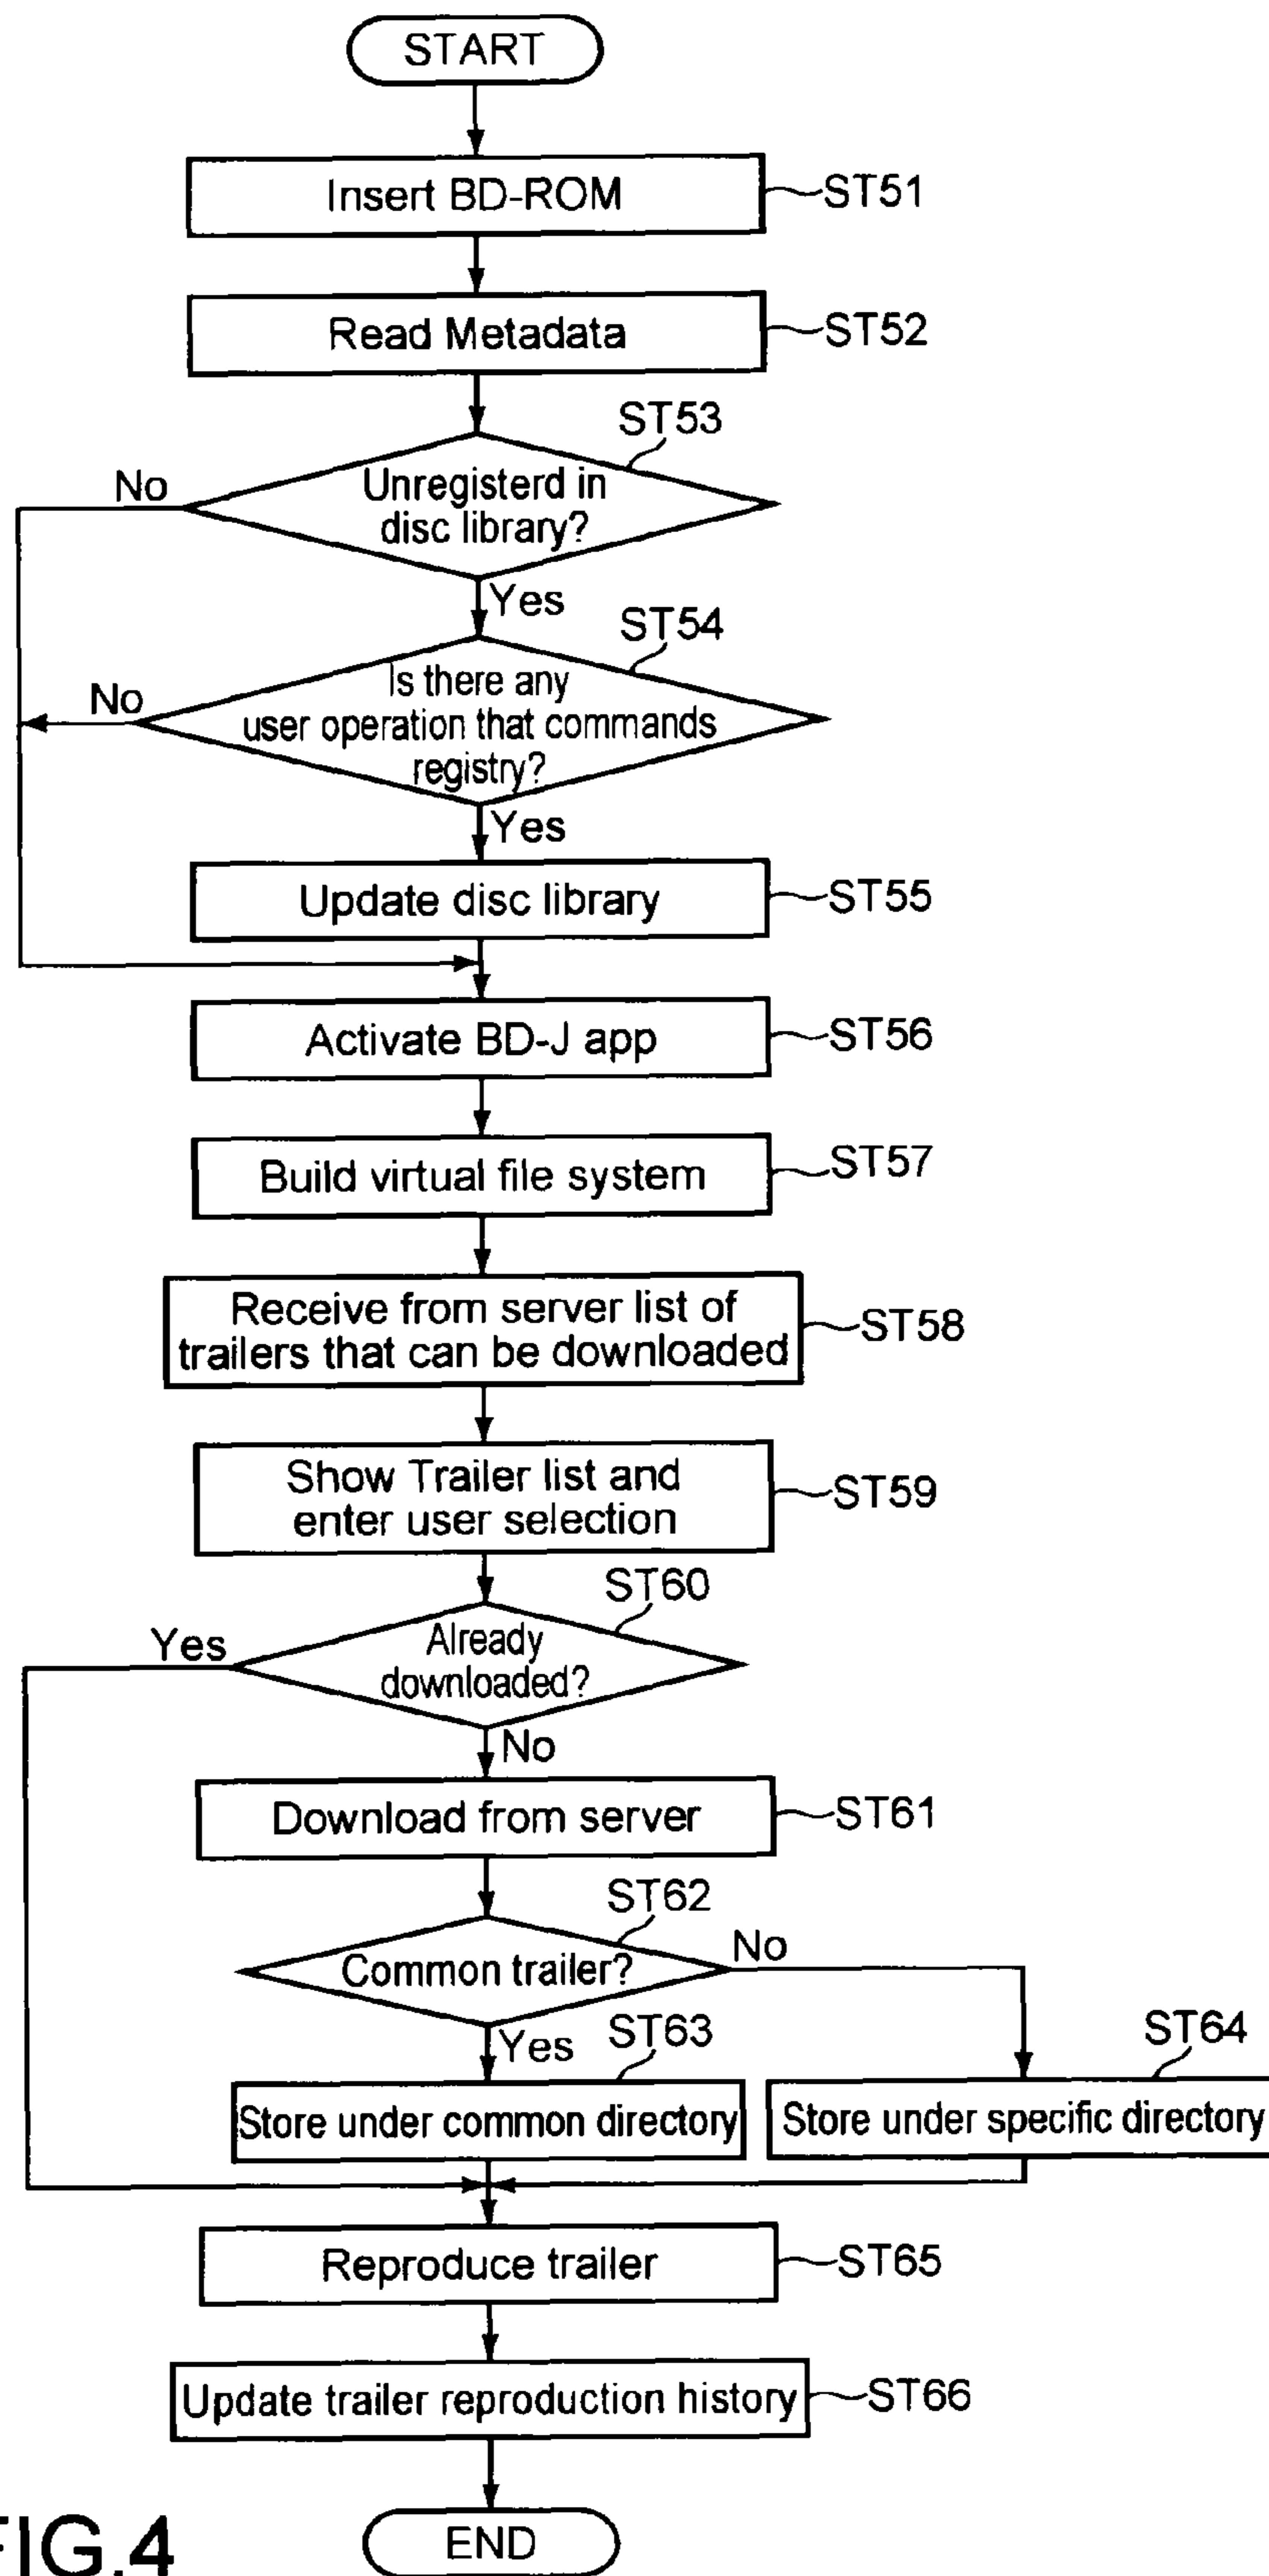 START
Insert BD-ROM
ST51
Read Metadata
ST52
ST53
Unregisterd in
disc library?
No
Yes
ST54
Is there any
user operation that commands
registry?
No
Yes
Update disc library
ST55
Activate BD-J app
ST56
Build virtual file system
ST57
Receive from server list of
trailers that can be downloaded
ST58
Show Trailer list and
enter user selection
ST59
ST60
Already
downloaded?
Yes
No
Download from server
ST61
ST62
Common trailer?
No
Yes
ST63
ST64
Store under common directory
Store under specific directory
Reproduce trailer
ST65
Update trailer reproduction history
ST66
END
FIG.4